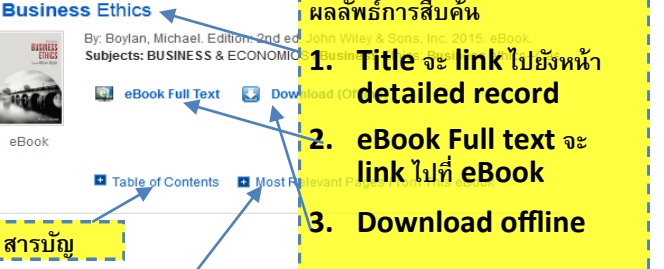 Business Ethics
By: Boylan, Michael. Edition: 2nd ed. John Wiley & Sons, Inc. 2015. eBook.
Subjects: BUSINESS & ECONOMICS
eBook Full Text
Download (Offline)
eBook
Table of Contents
Most Relevant Pages From This eBook
สารบัญ
ผลลัพธ์การสืบค้น
1. Title จะ link ไปยังหน้า
detailed record
2. eBook Full text จะ
link ไปที่ eBook
3. Download offline